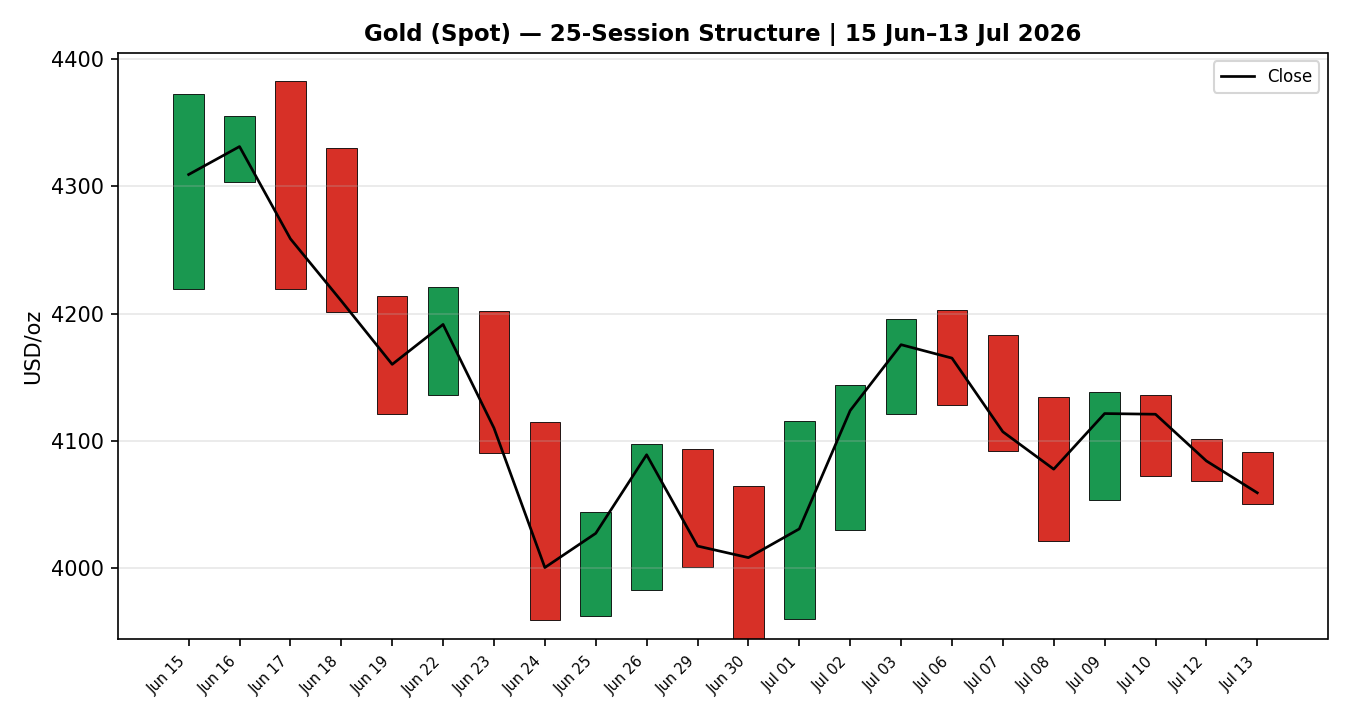 Gold (Spot) — 25-Session Structure | 15 Jun–13 Jul 2026
Close
USD/oz
4400
4300
4200
4100
4000
Jun 15
Jun 16
Jun 17
Jun 18
Jun 19
Jun 22
Jun 23
Jun 24
Jun 25
Jun 26
Jun 29
Jun 30
Jul 01
Jul 02
Jul 03
Jul 06
Jul 07
Jul 08
Jul 09
Jul 10
Jul 12
Jul 13